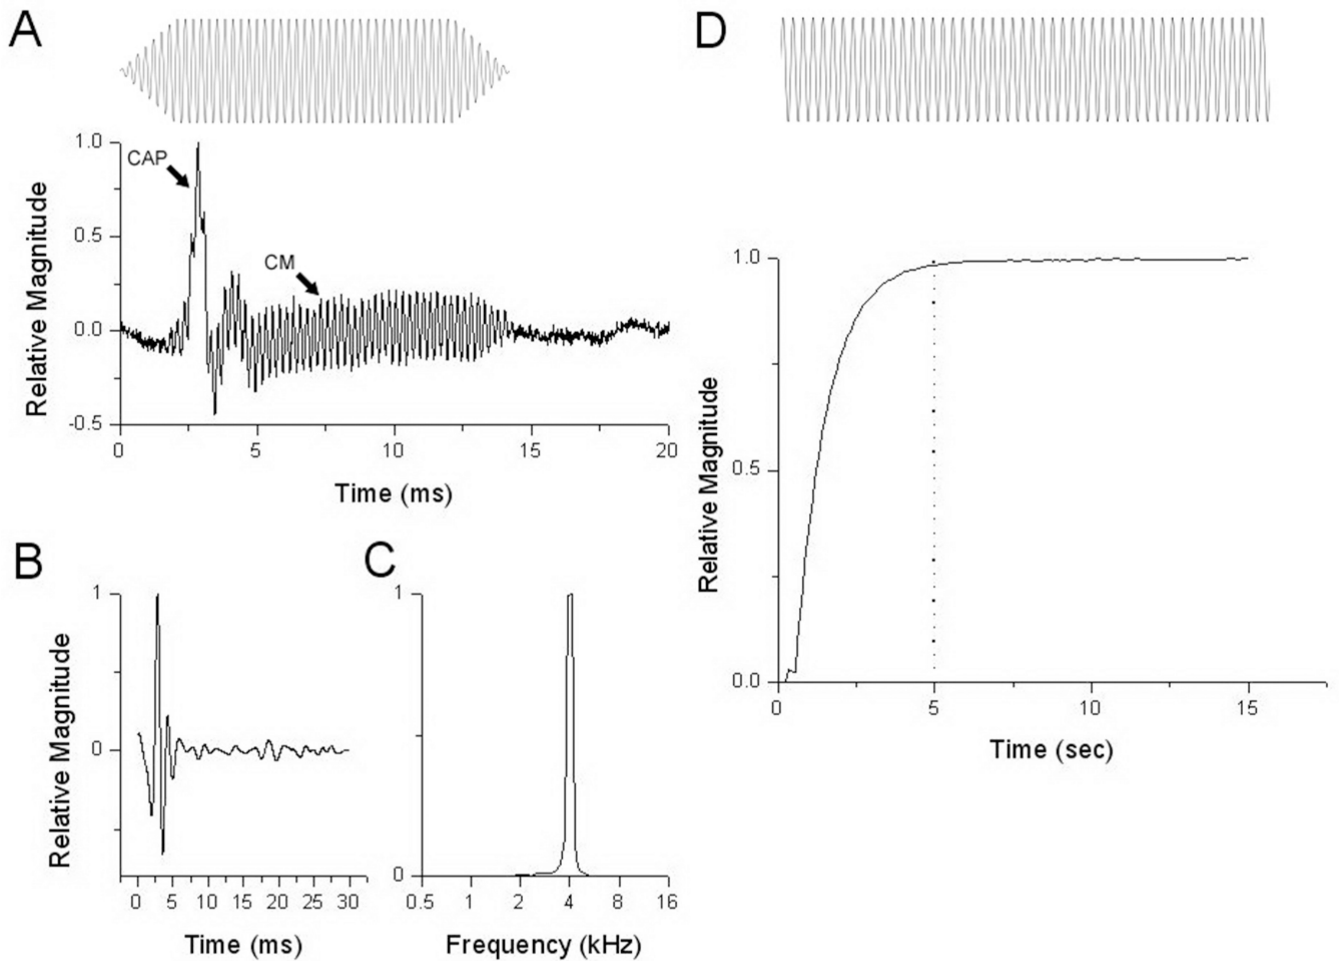 A
CAP
CM
1.0
0.5
0.0
-0.5
Relative Magnitude
0 5 10 15 20
Time (ms)
B
1
0
Relative Magnitude
0 5 10 15 20 25 30
Time (ms)
C
1
0
0.5 1 2 4 8 16
Frequency (kHz)
D
1.0
0.5
0.0
Relative Magnitude
0 5 10 15
Time (sec)